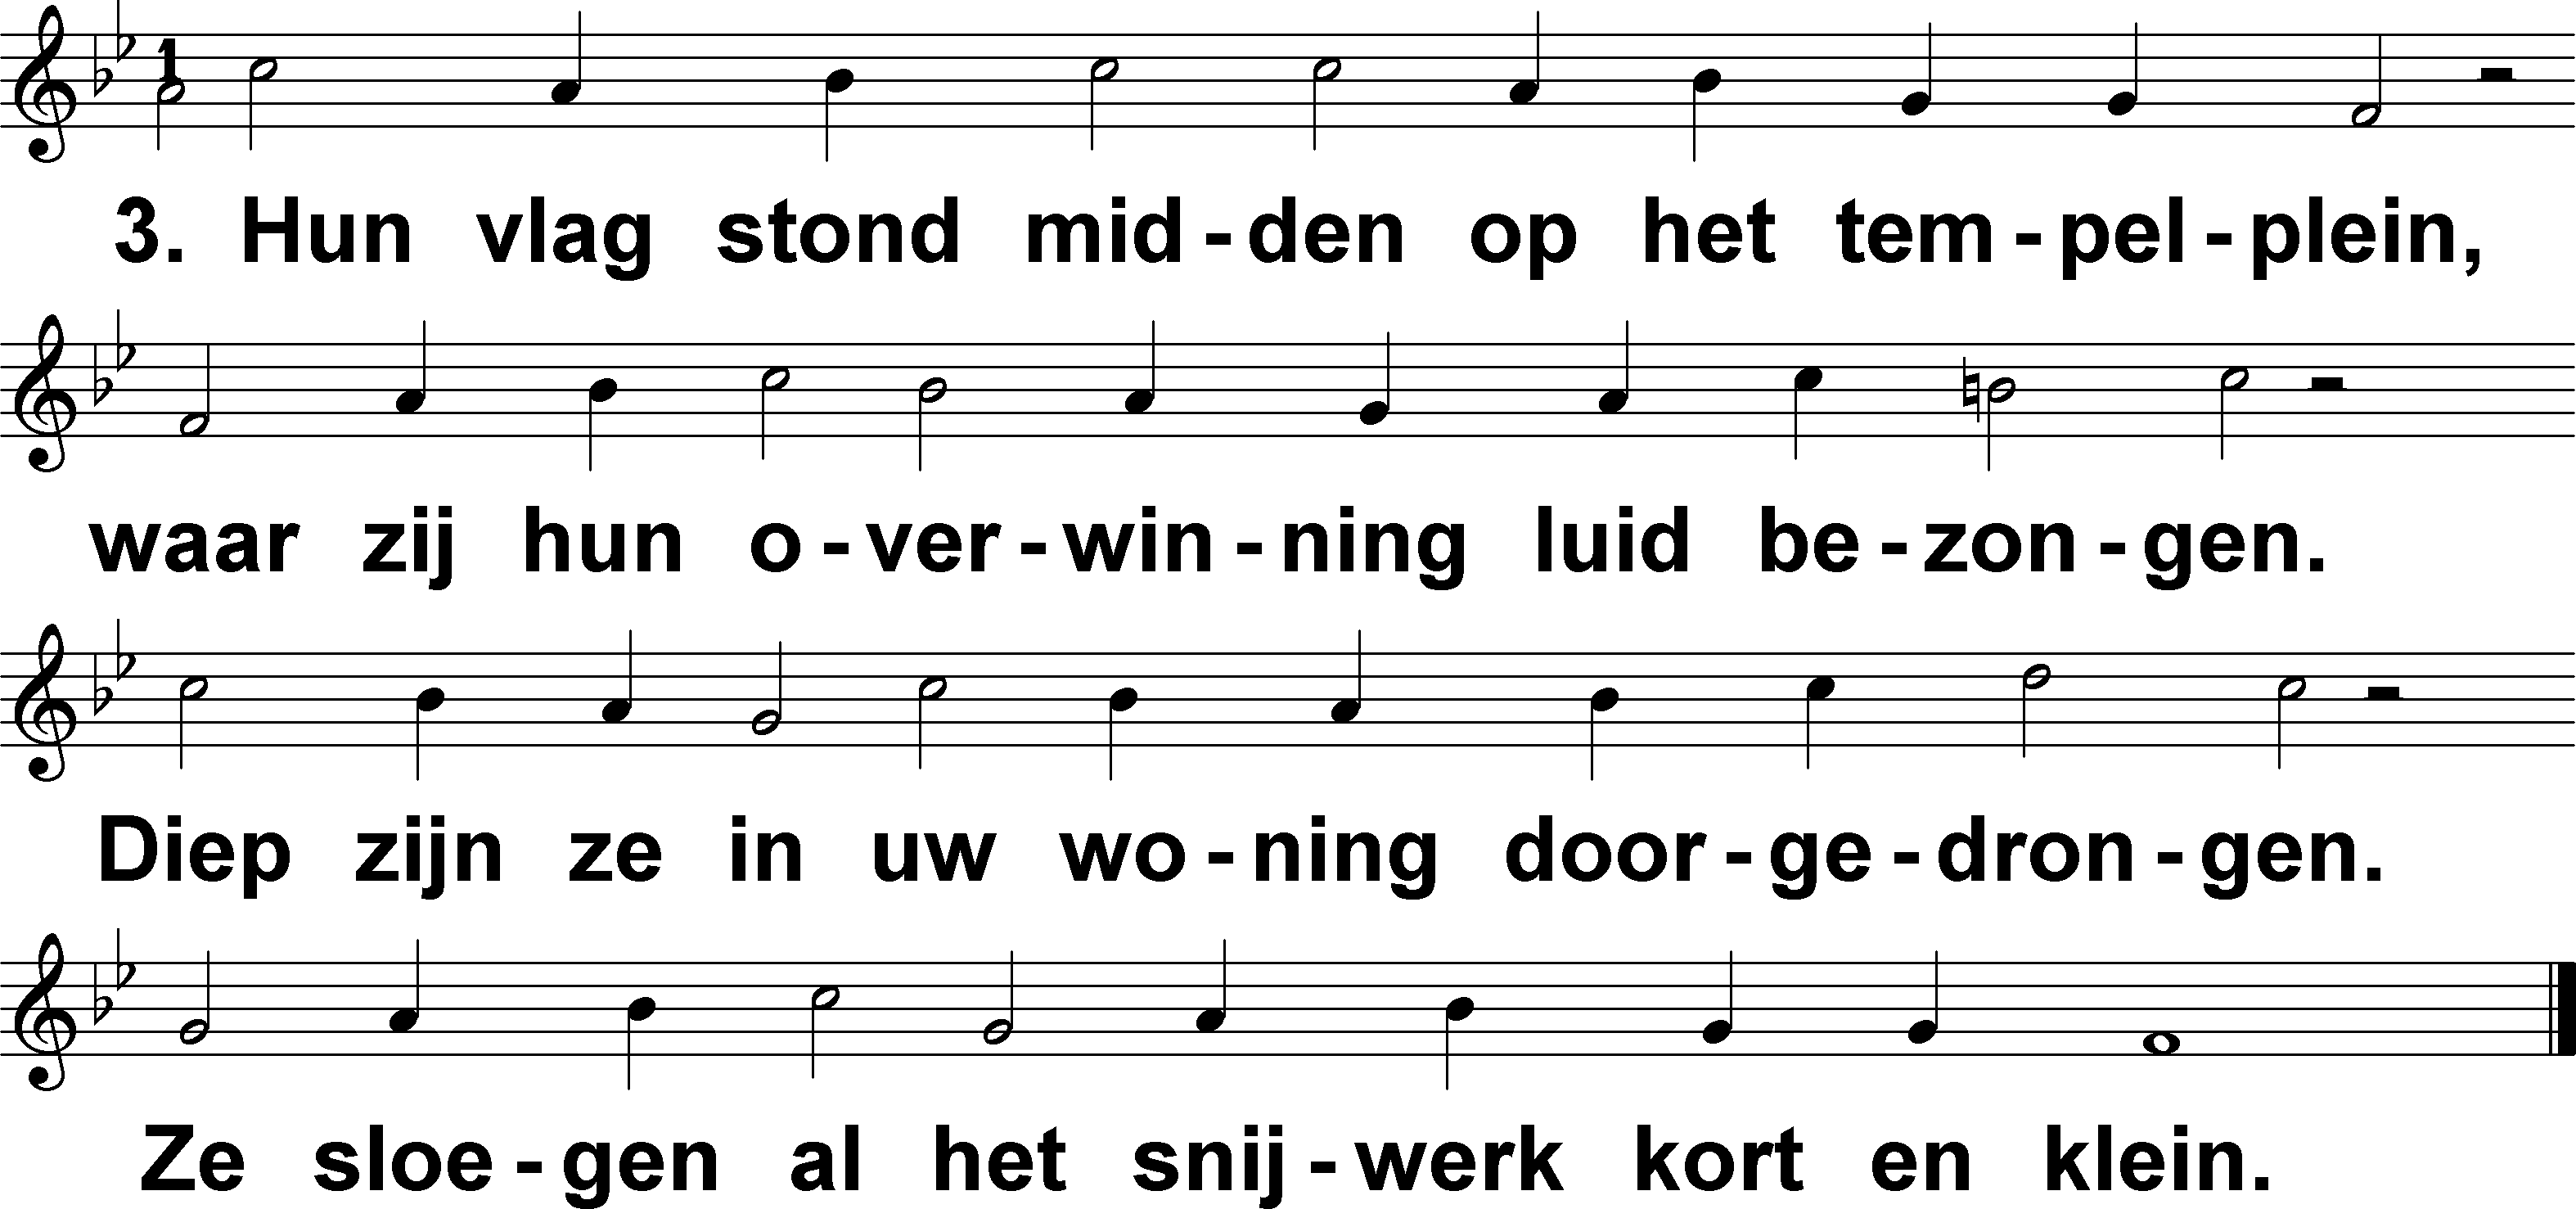 1
3. Hun vlag stond mid-den op het tem-pel-plein,
waar zij hun o-ver-win-ning luid be-zon-gen.
Diep zijn ze in uw wo-ning door-ge-dron-gen.
Ze sloe-gen al het snij-werk kort en klein.